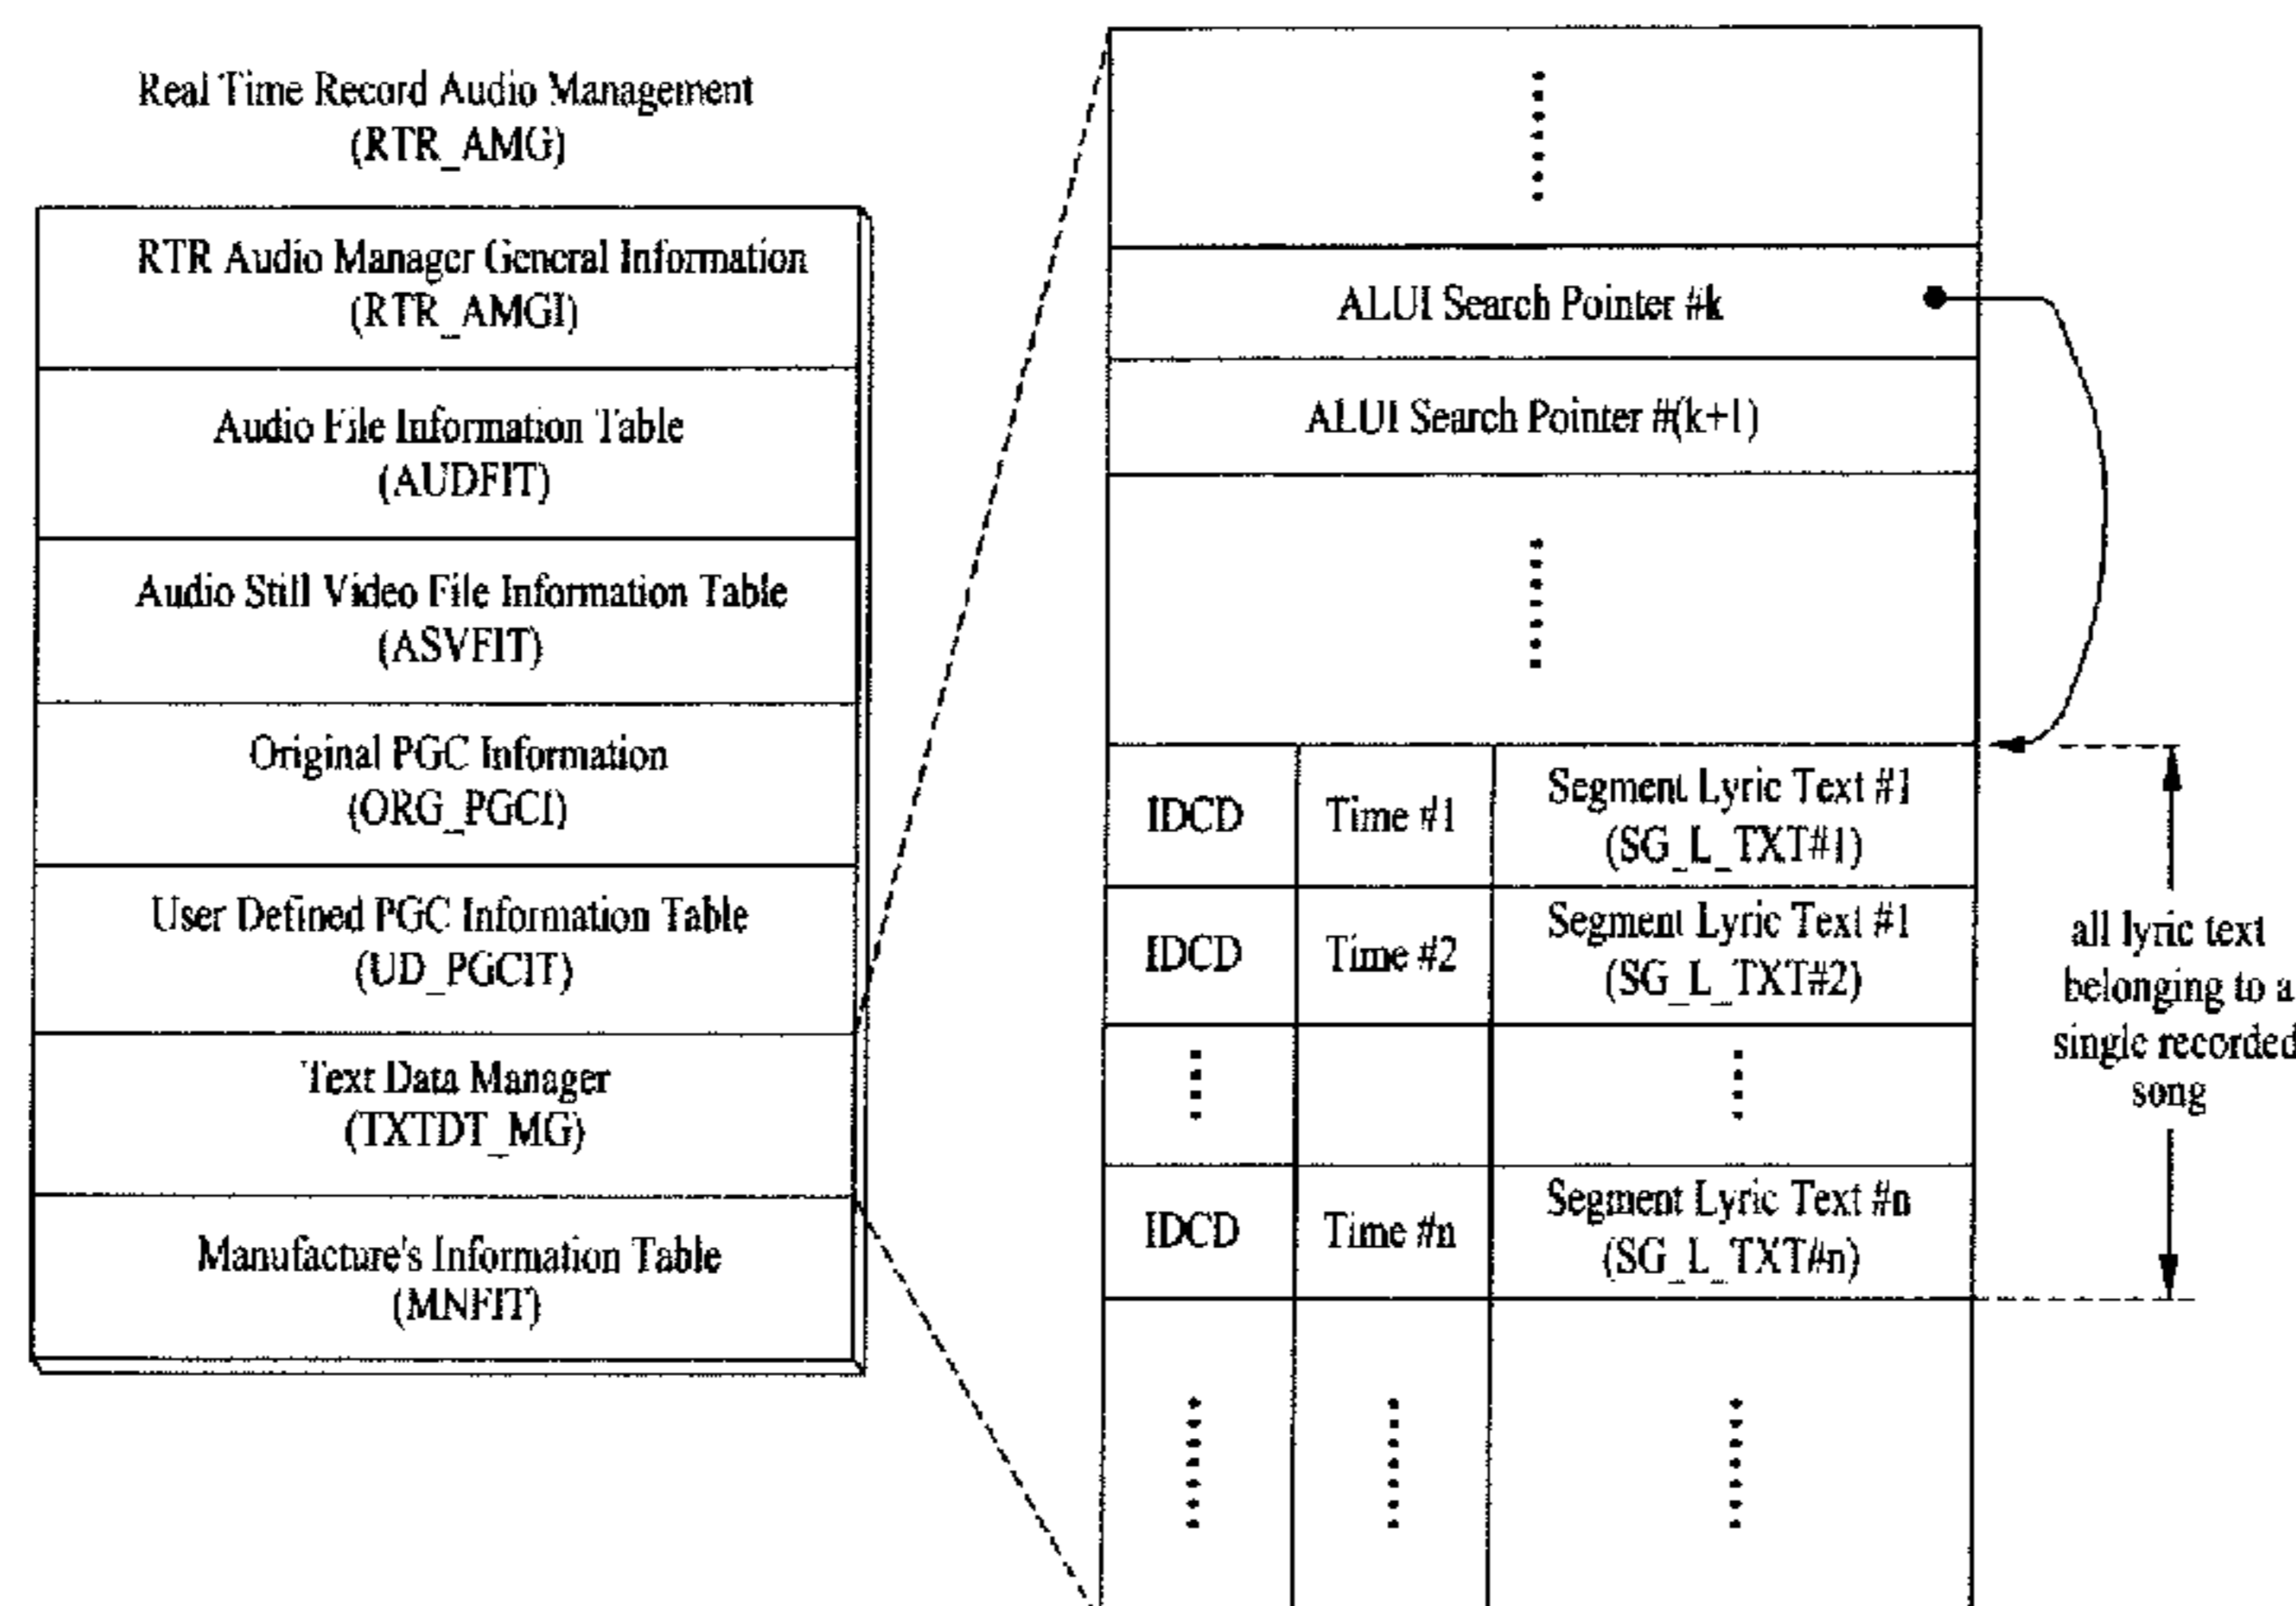 Real Time Record Audio Management
(RTR_AMG)
RTR Audio Manager General Information
(RTR_AMGI)
Audio File Information Table
(AUDFIT)
Audio Still Video File Information Table
(ASVFIT)
Original PGC Information
(ORG_PGCI)
User Defined PGC Information Table
(UD_PGCIT)
Text Data Manager
(TXTDT_MG)
Manufacture's Information Table
(MNFIT)
ALUI Search Pointer #k
ALUI Search Pointer #(k+1)
IDCD
Time #1
Segment Lyric Text #1
(SG_L_TXT#1)
IDCD
Time #2
Segment Lyric Text #1
(SG_L_TXT#2)
IDCD
Time #n
Segment Lyric Text #n
(SG_L_TXT#n)
all lyric text
belonging to a
single recorded
song